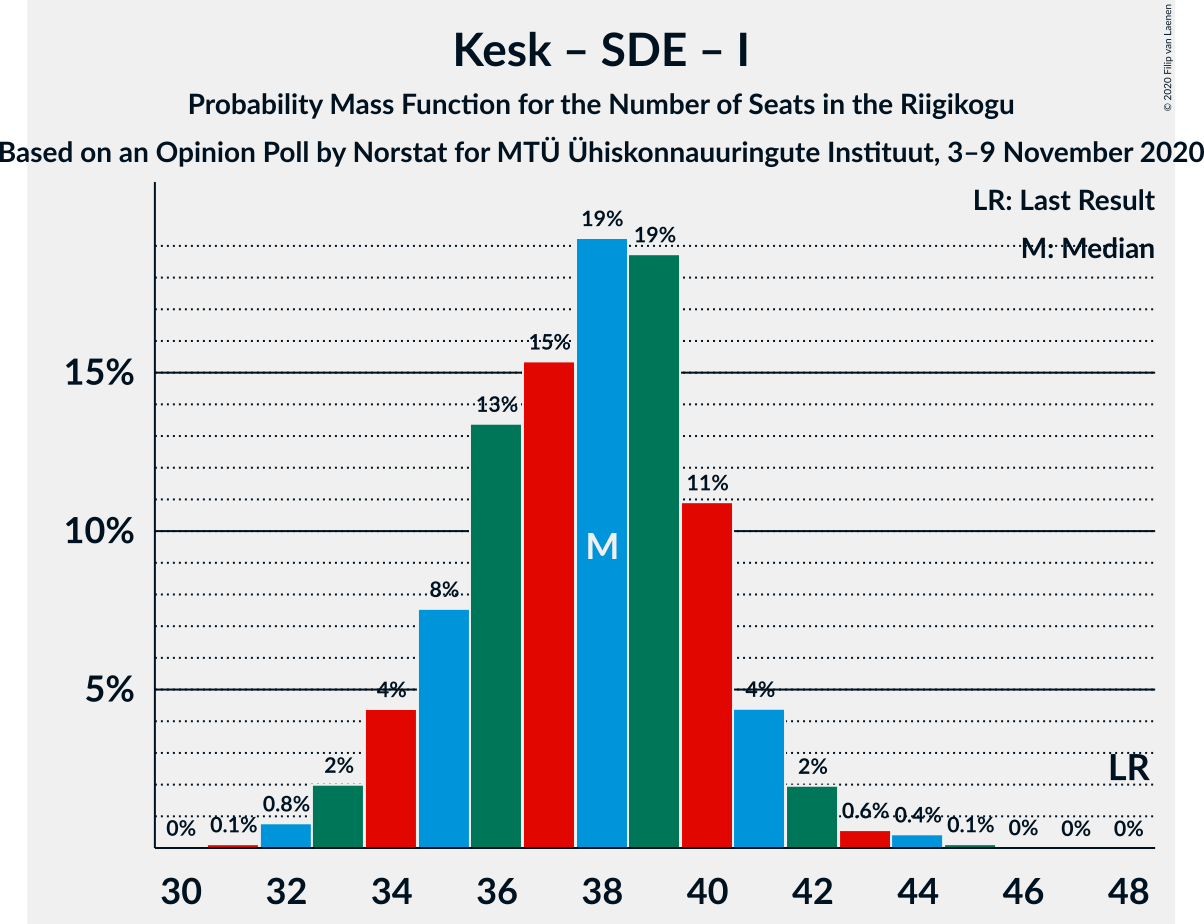 Kesk – SDE – I
Probability Mass Function for the Number of Seats in the Riigikogu
Based on an Opinion Poll by Norstat for MTÜ Ühiskonnauuringute Instituut, 3–9 November 2020
© 2020 Filip van Laenen
LR: Last Result
M: Median
19%
19%
15%
15%
13%
11%
10%
M
8%
5%
4%
4%
LR
2%
2%
0%
0.1%
0.8%
0.6%
0.4%
0.1%
0%
0%
0%
30 32 34 36 38 40 42 44 46 48